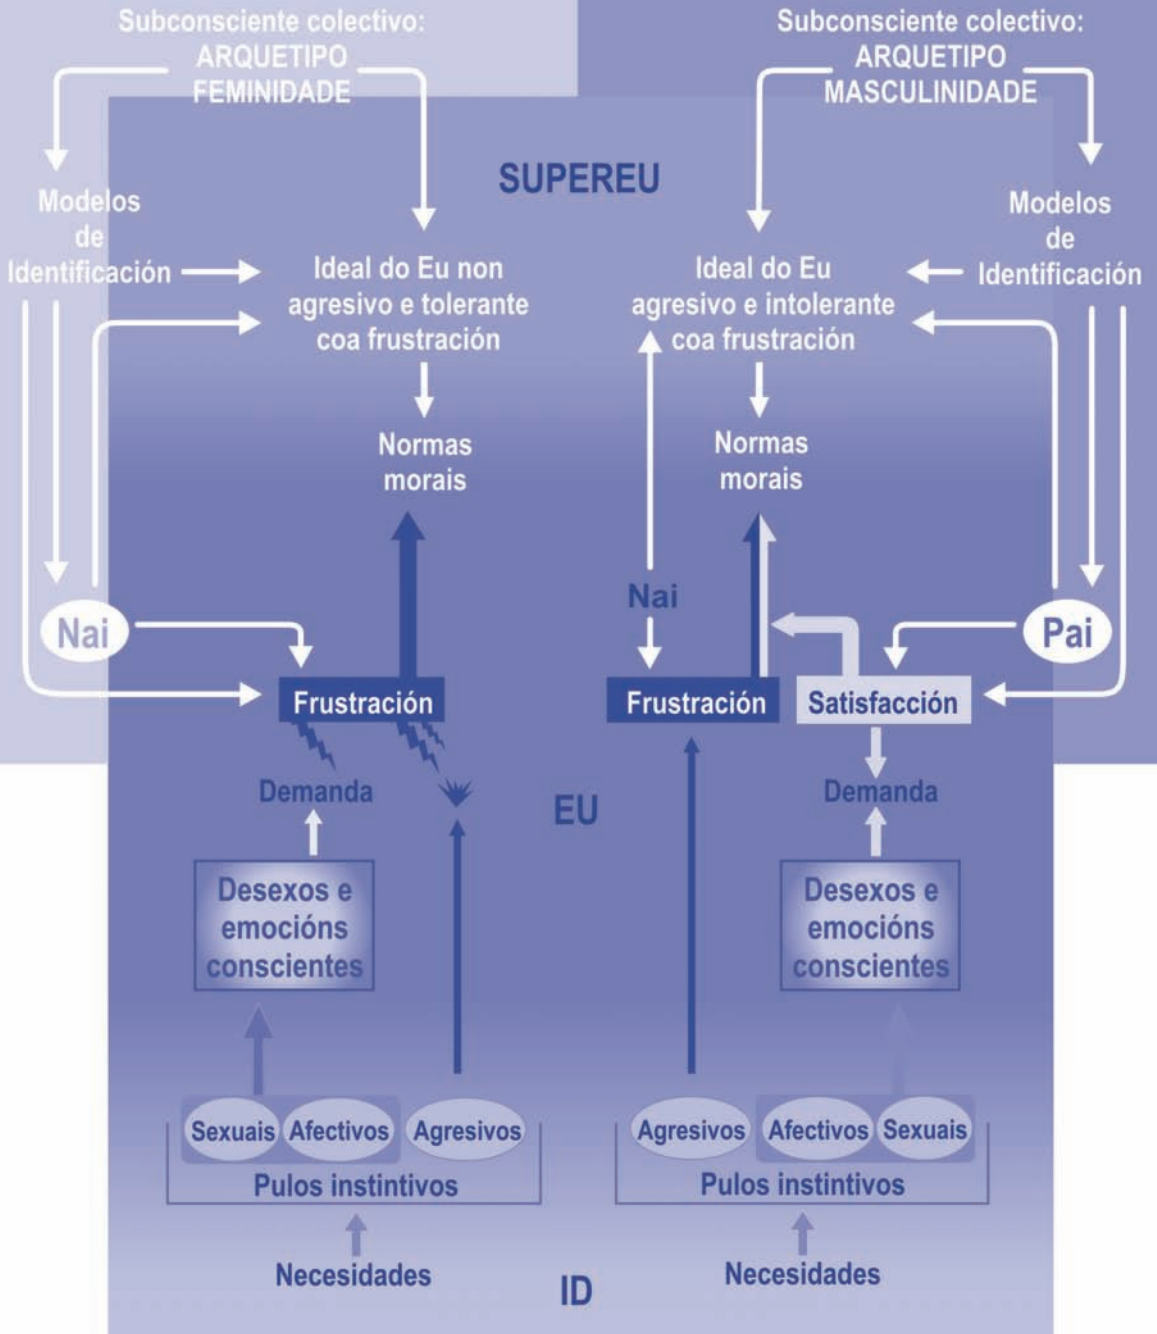 Subconsciente colectivo:
ARQUETIPO
FEMINIDADE
Subconsciente colectivo:
ARQUETIPO
MASCULINIDADE
SUPEREU
Modelos
de
Identificación
Ideal do Eu non
agresivo e tolerante
coa frustración
Ideal do Eu
agresivo e intolerante
coa frustración
Modelos
de
Identificación
Normas
morais
Normas
morais
Nai
Nai
Pai
Frustración
Frustración
Satisfacción
Demanda
EU
Demanda
Desexos e
emocións
conscientes
Desexos e
emocións
conscientes
Sexuais Afectivos Agresivos
Pulos instintivos
Agresivos Afectivos Sexuais
Pulos instintivos
Necesidades
Necesidades
ID